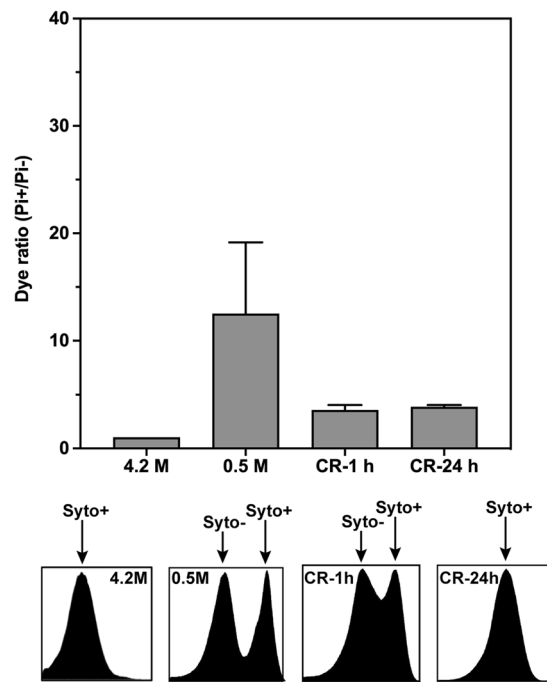 40
30
20
10
0
Dye ratio (Pi+/Pi-)
4.2 M 0.5 M CR-1 h CR-24 h
Syto+ Syto- Syto+ Syto- Syto+ Syto+
4.2M 0.5M CR-1h CR-24h